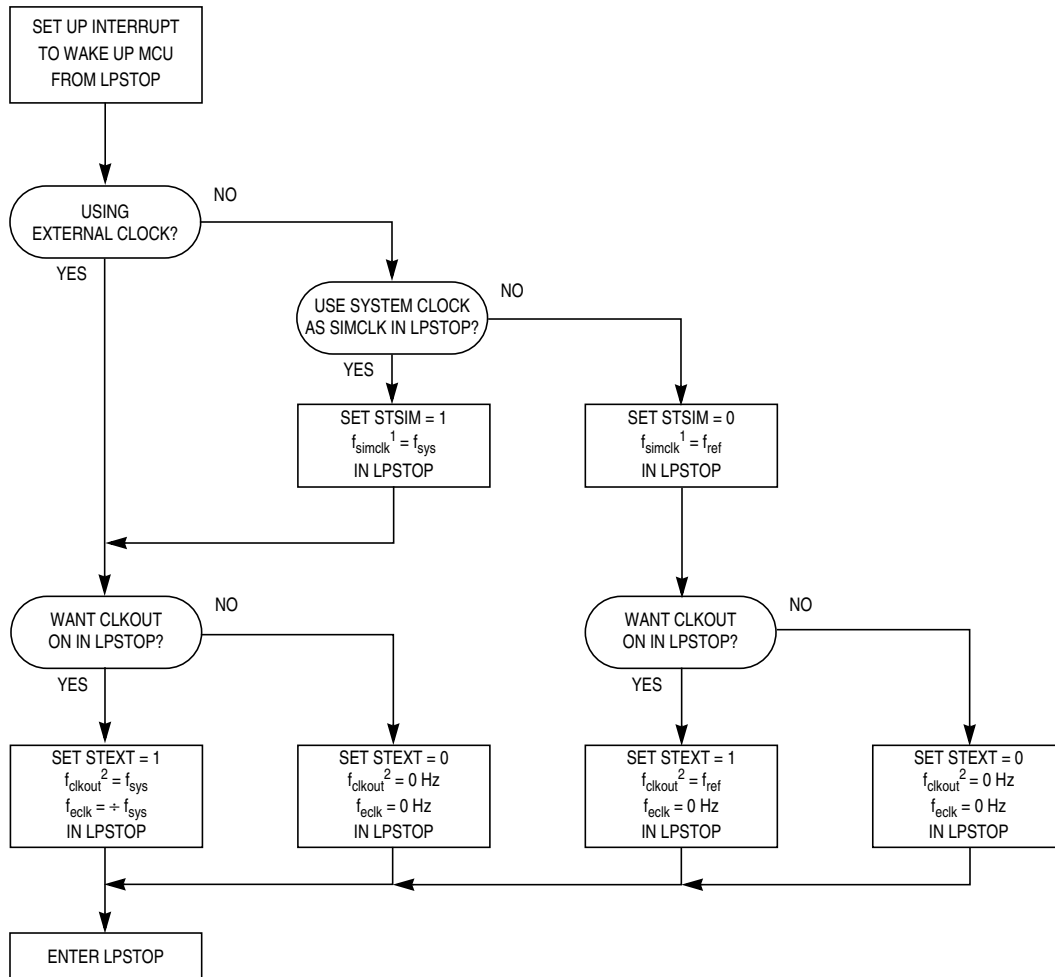 SET UP INTERRUPT
TO WAKE UP MCU
FROM LPSTOP
USING
EXTERNAL CLOCK?
NO
YES
USE SYSTEM CLOCK
AS SIMCLK IN LPSTOP?
NO
YES
SET STSIM = 1
fsimclk¹ = fsys
IN LPSTOP
SET STSIM = 0
fsimclk¹ = fref
IN LPSTOP
WANT CLKOUT
ON IN LPSTOP?
NO
YES
WANT CLKOUT
ON IN LPSTOP?
NO
YES
SET STEXT = 1
fclkout² = fsys
feclk = ÷ fsys
IN LPSTOP
SET STEXT = 0
fclkout² = 0 Hz
feclk = 0 Hz
IN LPSTOP
SET STEXT = 1
fclkout² = fref
feclk = 0 Hz
IN LPSTOP
SET STEXT = 0
fclkout² = 0 Hz
feclk = 0 Hz
IN LPSTOP
ENTER LPSTOP